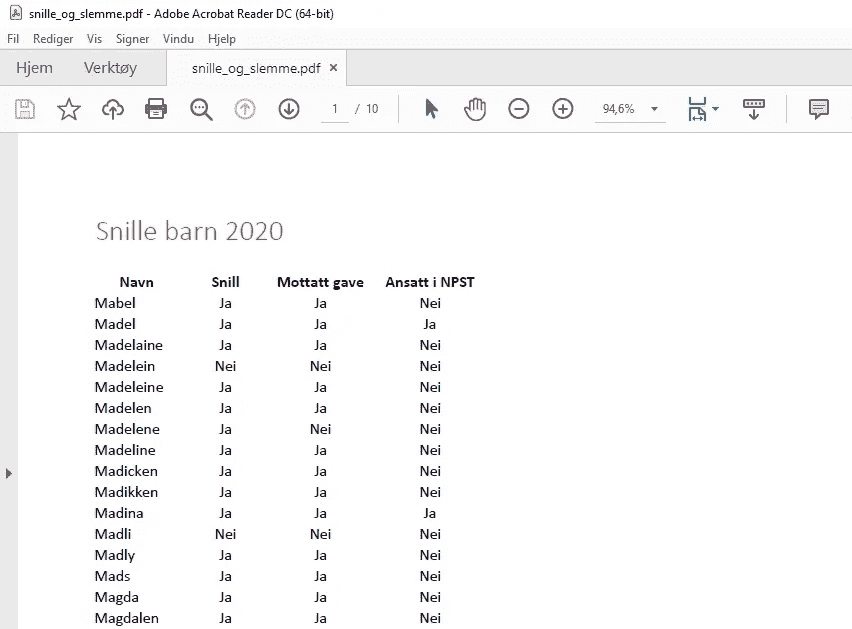 snille_og_slemme.pdf - Adobe Acrobat Reader DC (64-bit)
Fil Rediger Vis Signer Vindu Hjelp
Hjem Verktøy snille_og_slemme.pdf ×
1 / 10 94,6%
Snille barn 2020
Navn Snill Mottatt gave Ansatt i NPST
Mabel Ja Ja Nei
Madel Ja Ja Ja
Madelaine Ja Ja Nei
Madelein Nei Nei Nei
Madeleine Ja Ja Nei
Madelen Ja Ja Nei
Madelene Ja Nei Nei
Madeline Ja Ja Nei
Madicken Ja Ja Nei
Madikken Ja Ja Nei
Madina Ja Ja Ja
Madli Nei Nei Nei
Madly Ja Ja Nei
Mads Ja Ja Nei
Magda Ja Ja Nei
Magdalen Ja Ja Nei